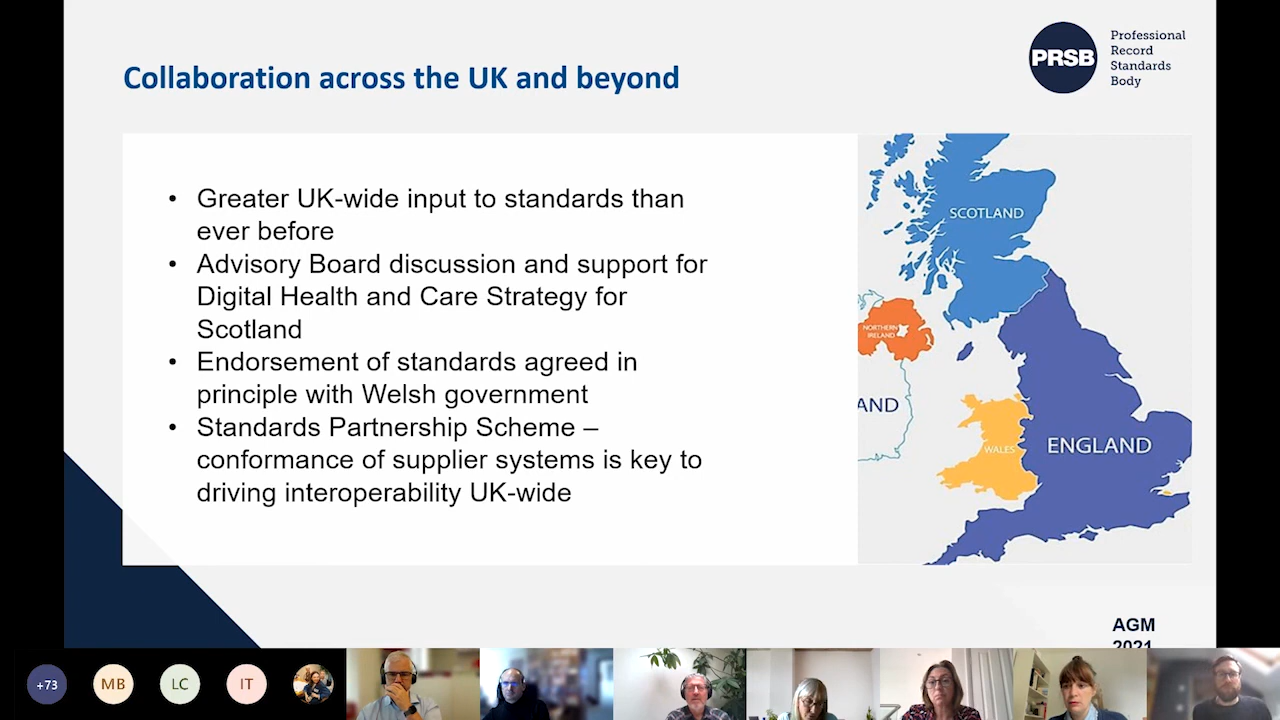 Collaboration across the UK and beyond
PRSB
Professional
Record
Standards
Body
• Greater UK-wide input to standards than
ever before
• Advisory Board discussion and support for
Digital Health and Care Strategy for
Scotland
• Endorsement of standards agreed in
principle with Welsh government
• Standards Partnership Scheme –
conformance of supplier systems is key to
driving interoperability UK-wide
SCOTLAND
NORTHERN
IRELAND
AND
WALES
ENGLAND
AGM
2021
+73
MB
LC
IT